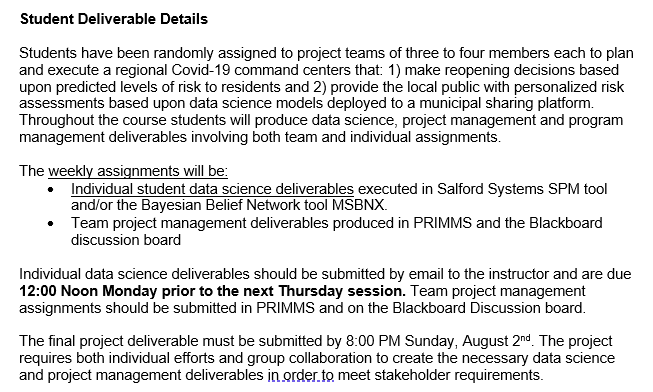 Student Deliverable Details
Students have been randomly assigned to project teams of three to four members each to plan
and execute a regional Covid-19 command centers that: 1) make reopening decisions based
upon predicted levels of risk to residents and 2) provide the local public with personalized risk
assessments based upon data science models deployed to a municipal sharing platform.
Throughout the course students will produce data science, project management and program
management deliverables involving both team and individual assignments.
The weekly assignments will be:
• Individual student data science deliverables executed in Salford Systems SPM tool
and/or the Bayesian Belief Network tool MSBNX.
• Team project management deliverables produced in PRIMMS and the Blackboard
discussion board
Individual data science deliverables should be submitted by email to the instructor and are due
12:00 Noon Monday prior to the next Thursday session. Team project management
assignments should be submitted in PRIMMS and on the Blackboard Discussion board.
The final project deliverable must be submitted by 8:00 PM Sunday, August 2nd. The project
requires both individual efforts and group collaboration to create the necessary data science
and project management deliverables in order to meet stakeholder requirements.